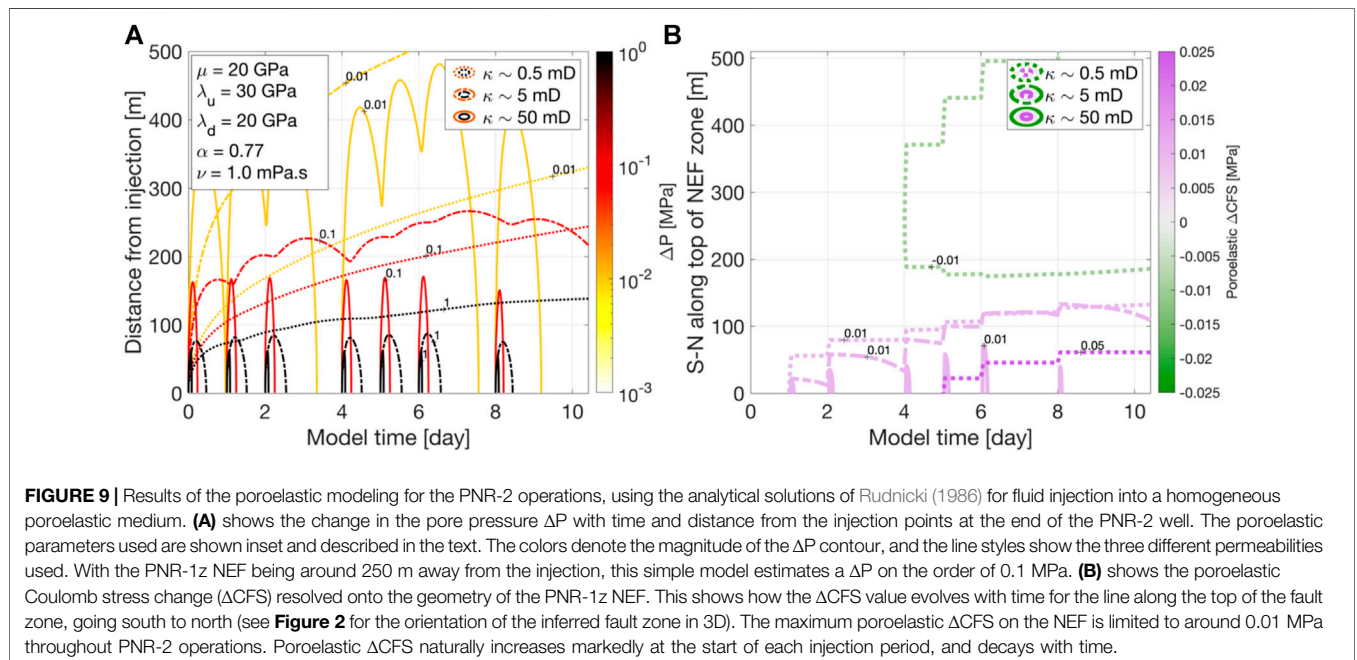 A
B
500
400
300
200
100
0
0
2
4
6
8
10
Distance from injection [m]
Model time [day]
μ = 20 GPa
λu = 30 GPa
λd = 20 GPa
α = 0.77
ν = 1.0 mPa.s
κ ~ 0.5 mD
κ ~ 5 mD
κ ~ 50 mD
0.01
0.01
0.01
0.1
0.1
0.1
1
1
1
10⁰
10⁻¹
10⁻²
10⁻³
ΔP [MPa]
500
400
300
200
100
0
0
2
4
6
8
10
S-N along top of NEF zone [m]
Model time [day]
κ ~ 0.5 mD
κ ~ 5 mD
κ ~ 50 mD
-0.01
0.01
0.01
0.01
0.05
0.025
0.020
0.015
0.010
0.005
0
-0.005
-0.010
-0.015
-0.020
-0.025
Poroelastic ΔCFS [MPa]
FIGURE 9 | Results of the poroelastic modeling for the PNR-2 operations, using the analytical solutions of Rudnicki (1986) for fluid injection into a homogeneous
poroelastic medium. (A) shows the change in the pore pressure ΔP with time and distance from the injection points at the end of the PNR-2 well. The poroelastic
parameters used are shown inset and described in the text. The colors denote the magnitude of the ΔP contour, and the line styles show the three different permeabilities
used. With the PNR-1z NEF being around 250 m away from the injection, this simple model estimates a ΔP on the order of 0.1 MPa. (B) shows the poroelastic
Coulomb stress change (ΔCFS) resolved onto the geometry of the PNR-1z NEF. This shows how the ΔCFS value evolves with time for the line along the top of the fault
zone, going south to north (see Figure 2 for the orientation of the inferred fault zone in 3D). The maximum poroelastic ΔCFS on the NEF is limited to around 0.01 MPa
throughout PNR-2 operations. Poroelastic ΔCFS naturally increases markedly at the start of each injection period, and decays with time.